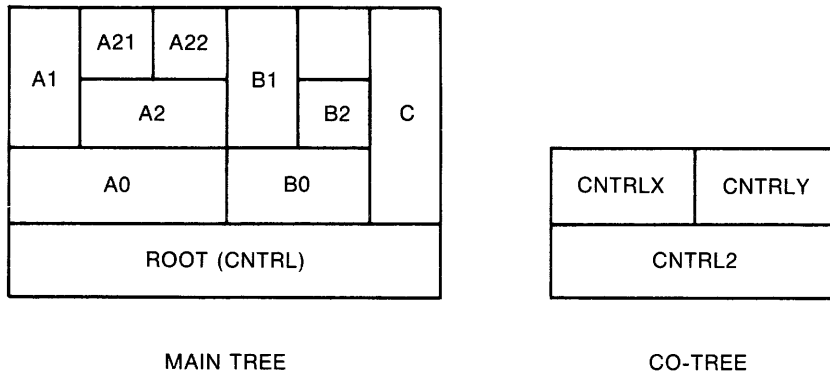 A21 A22
A1 B1
A2 B2 C
A0 B0
ROOT (CNTRL)
MAIN TREE
CNTRLX CNTRLY
CNTRL2
CO-TREE